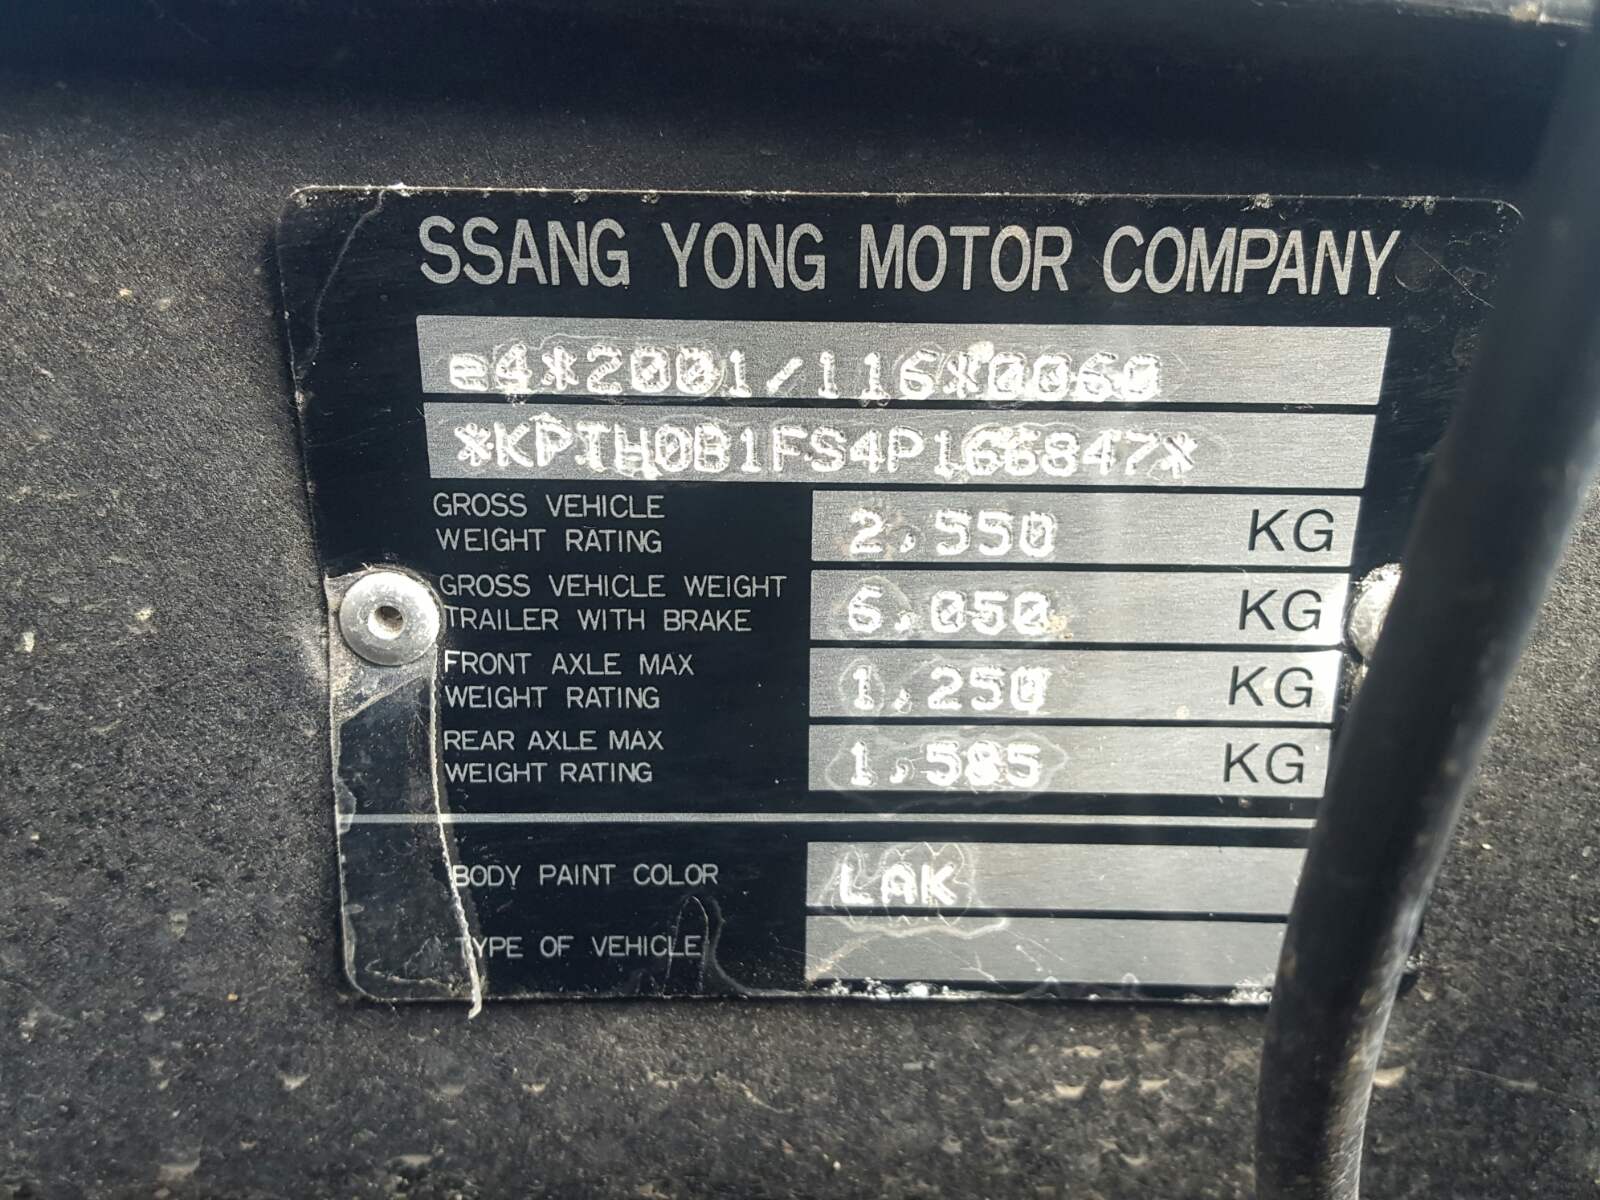 SSANG YONG MOTOR COMPANY
e4*2001/116*0060
*KPTH0B1FS4P166847*
GROSS VEHICLE
WEIGHT RATING 2,550 KG
GROSS VEHICLE WEIGHT
TRAILER WITH BRAKE 6,050 KG
FRONT AXLE MAX
WEIGHT RATING 1,250 KG
REAR AXLE MAX
WEIGHT RATING 1,585 KG
BODY PAINT COLOR LAK
TYPE OF VEHICLE